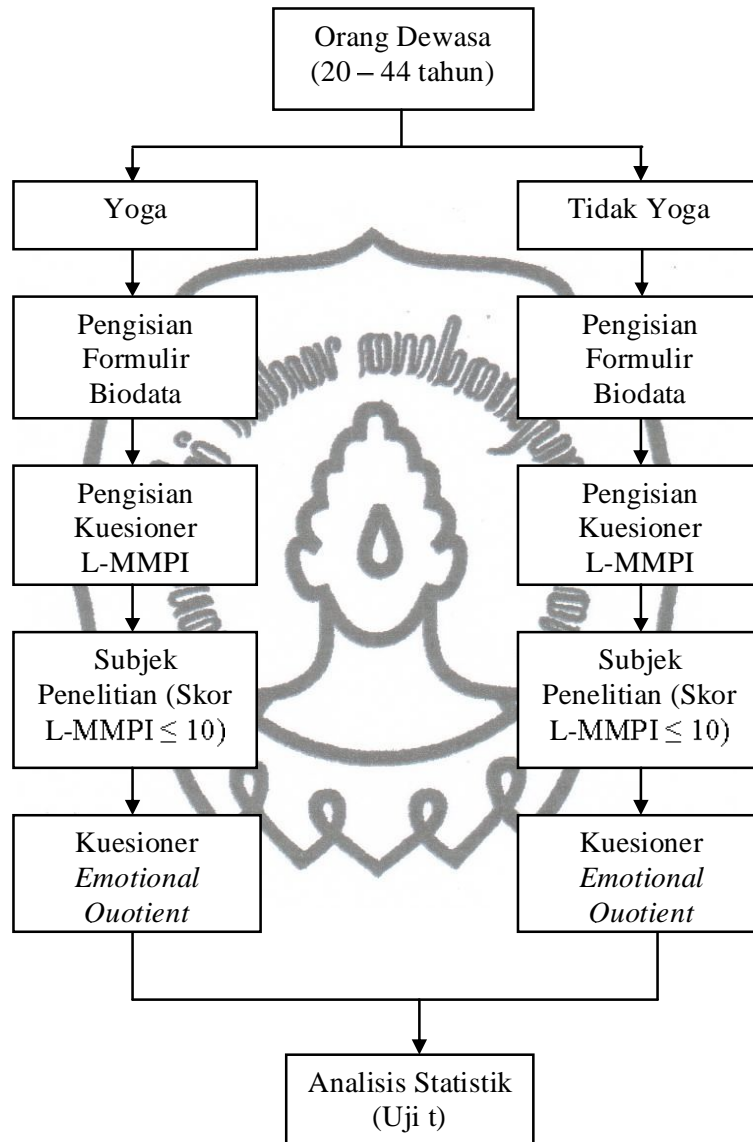 Orang Dewasa
(20 – 44 tahun)
Yoga
Pengisian
Formulir
Biodata
Pengisian
Kuesioner
L-MMPI
Subjek
Penelitian (Skor
L-MMPI ≤ 10)
Kuesioner
Emotional
Ouotient
Tidak Yoga
Pengisian
Formulir
Biodata
Pengisian
Kuesioner
L-MMPI
Subjek
Penelitian (Skor
L-MMPI ≤ 10)
Kuesioner
Emotional
Ouotient
Analisis Statistik
(Uji t)